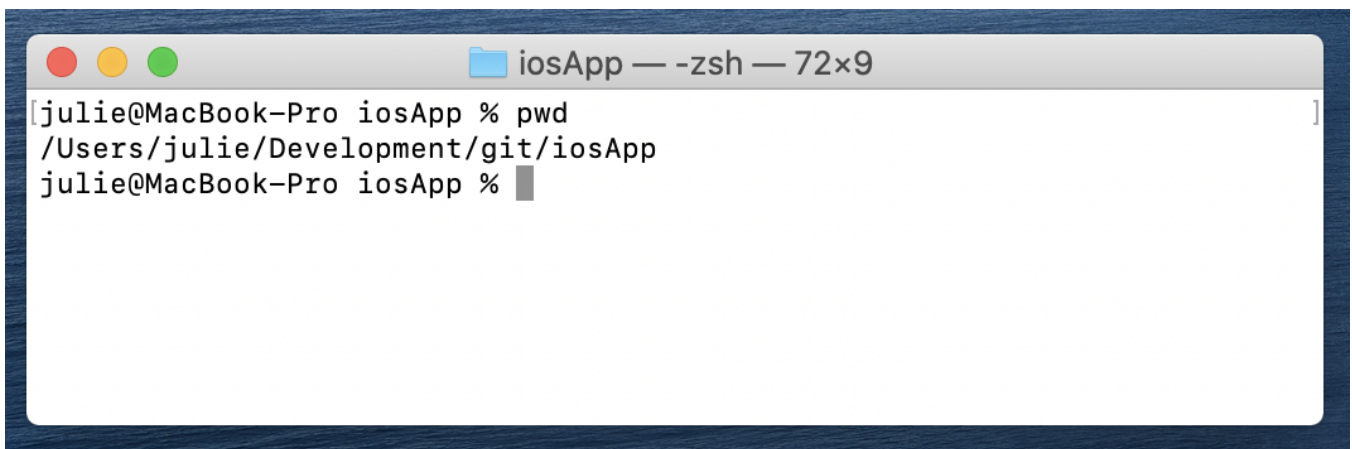 iosApp — -zsh — 72×9
[julie@MacBook-Pro iosApp % pwd ]
/Users/julie/Development/git/iosApp
julie@MacBook-Pro iosApp %